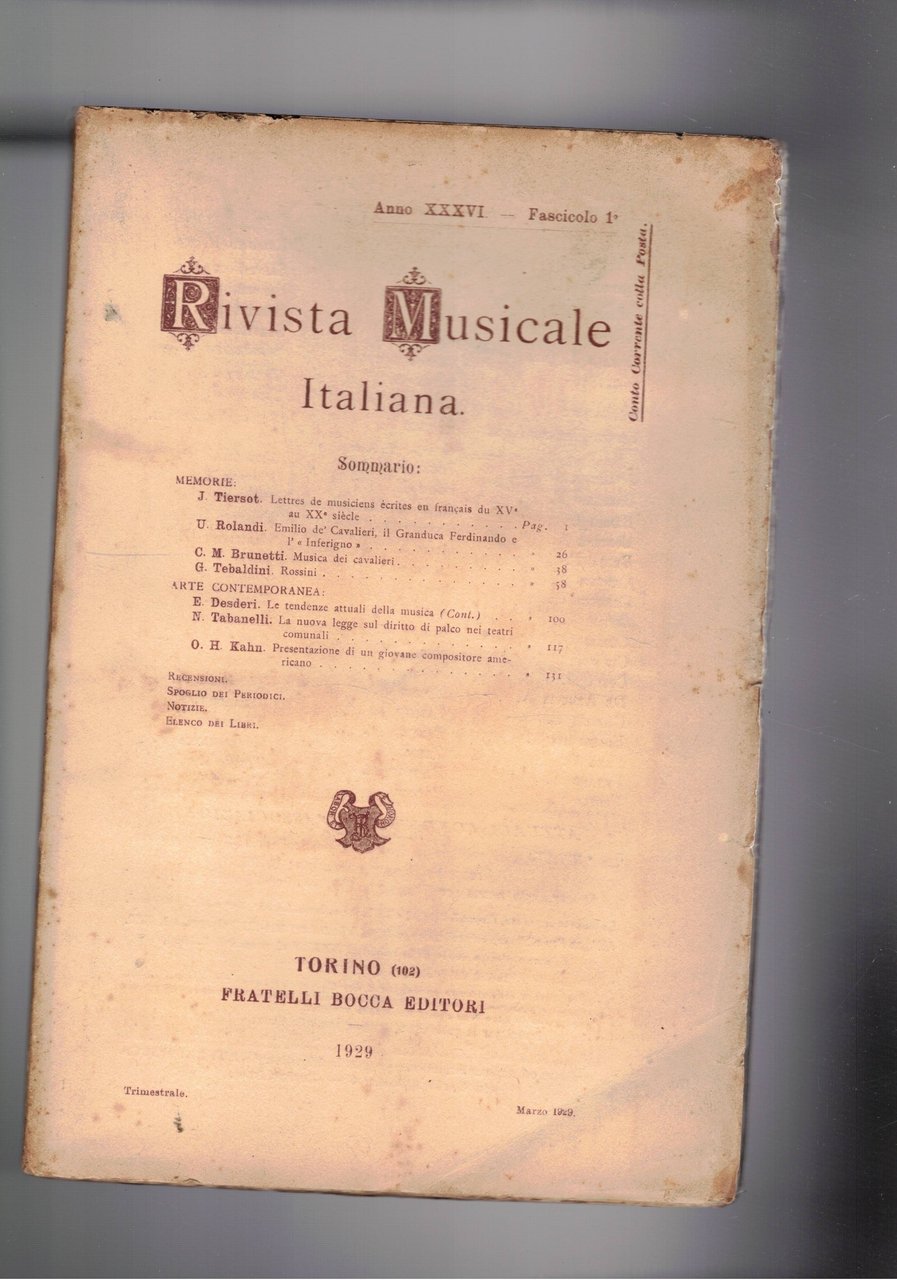 Anno XXXVI — Fascicolo 1º
Conto Corrente colla Posta.
Rivista Musicale
Italiana.
Sommario:
MEMORIE:
J. Tiersot. Lettres de musiciens écrites en français du XVe
au XXe siècle . . . . . . . . . . Pag. 1
U. Rolandi. Emilio de' Cavalieri, il Granduca Ferdinando e
l' « Inferigno » . . . . . . . . . . " 26
C. M. Brunetti. Musica dei cavalieri . . . . . . . . " 38
G. Tebaldini. Rossini . . . . . . . . . . . . " 58
ARTE CONTEMPORANEA:
E. Desderi. Le tendenze attuali della musica (Cont.) . . " 100
N. Tabanelli. La nuova legge sul diritto di palco nei teatri
comunali . . . . . . . . . . . . " 117
O. H. Kahn. Presentazione di un giovane compositore ame-
ricano . . . . . . . . . . . . . " 131
RECENSIONI.
SPOGLIO DEI PERIODICI.
NOTIZIE.
ELENCO DEI LIBRI.
TORINO (102)
FRATELLI BOCCA EDITORI
1929
Trimestrale.
Marzo 1929.